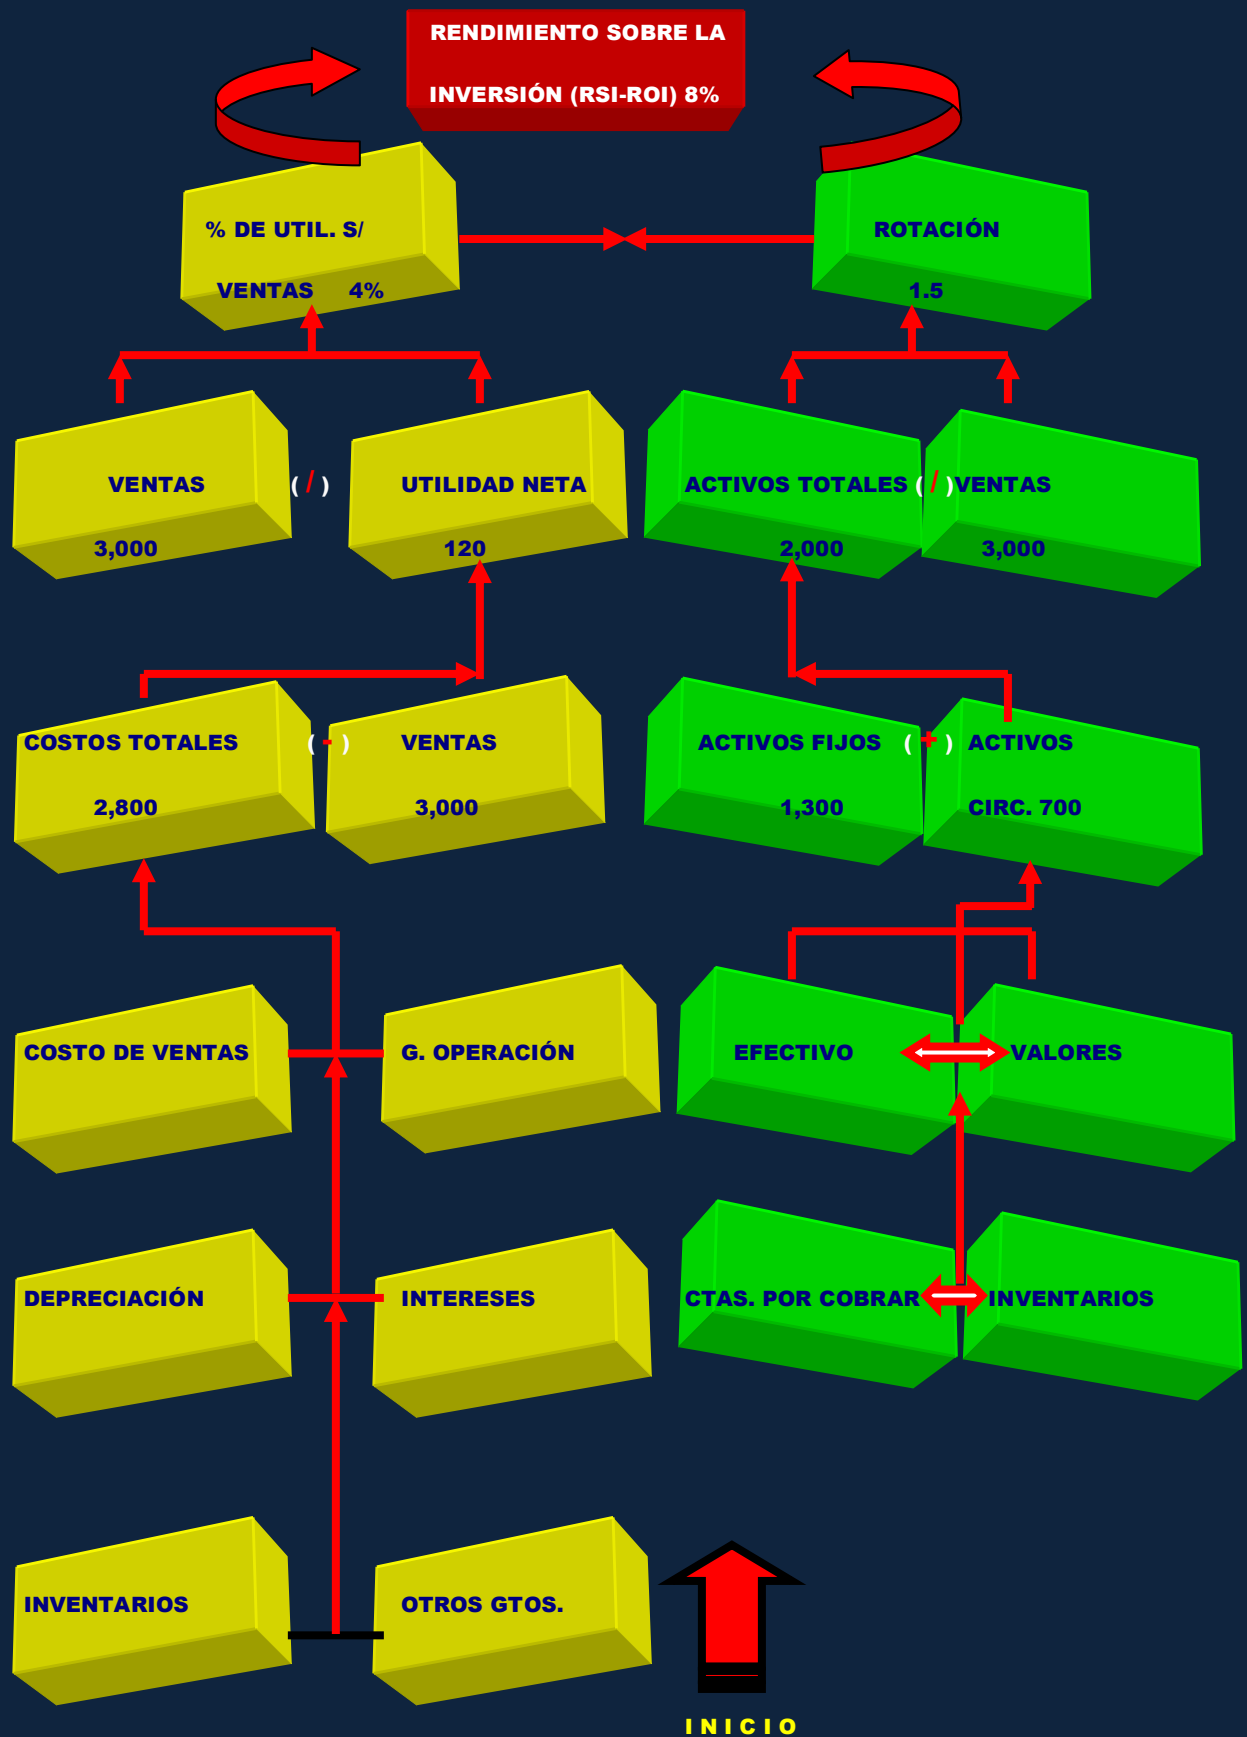 RENDIMIENTO SOBRE LA
INVERSIÓN (RSI-ROI) 8%
% DE UTIL. S/
VENTAS 4%
ROTACIÓN
1.5
VENTAS
3,000
( / )
UTILIDAD NETA
120
ACTIVOS TOTALES
2,000
( / )
VENTAS
3,000
COSTOS TOTALES
2,800
( - )
VENTAS
3,000
ACTIVOS FIJOS
1,300
( + )
ACTIVOS
CIRC. 700
COSTO DE VENTAS
G. OPERACIÓN
EFECTIVO
VALORES
DEPRECIACIÓN
INTERESES
CTAS. POR COBRAR
INVENTARIOS
INVENTARIOS
OTROS GTOS.
I N I C I O